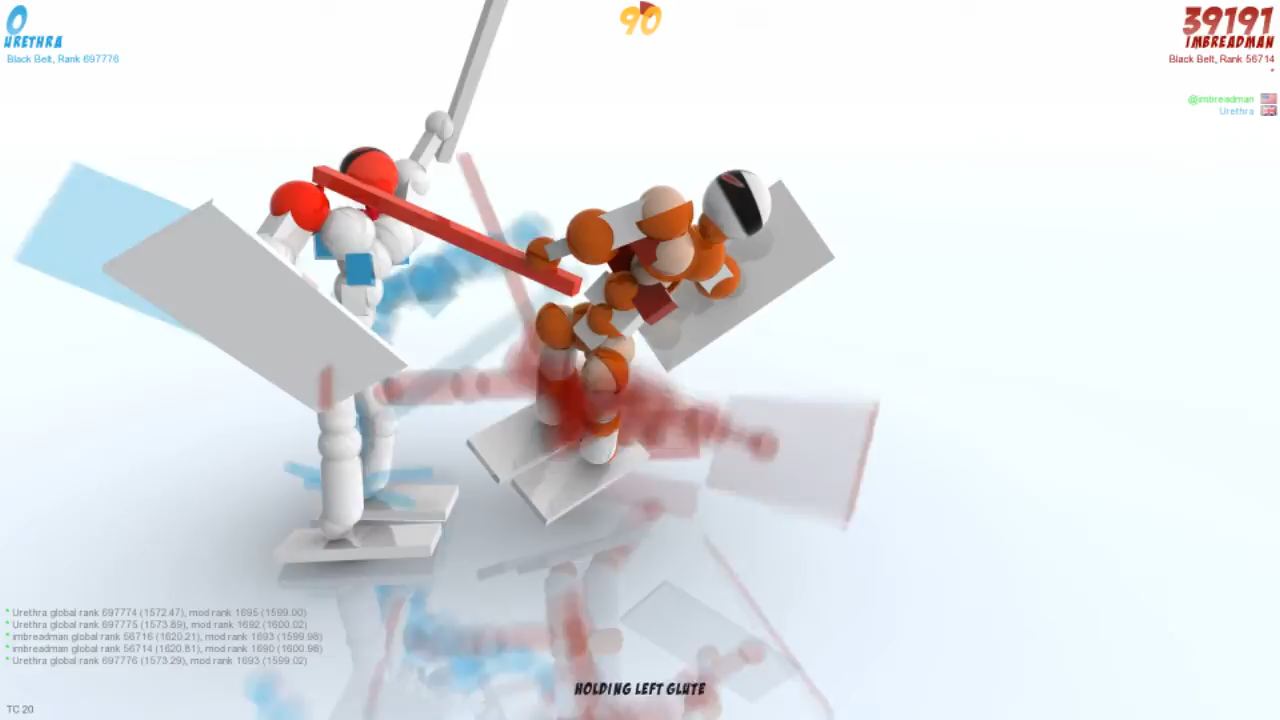 0
URETHRA
Black Belt, Rank 697776
90
39191
IMBREADMAN
Black Belt, Rank 56714
*
@imbreadman
Urethra
* Urethra global rank 697774 (1572.47), mod rank 1695 (1599.00)
* Urethra global rank 697775 (1573.89), mod rank 1692 (1600.02)
* imbreadman global rank 56716 (1620.21), mod rank 1693 (1599.98)
* imbreadman global rank 56714 (1620.81), mod rank 1690 (1600.98)
* Urethra global rank 697776 (1573.29), mod rank 1693 (1599.02)
HOLDING LEFT GLUTE
TC 20